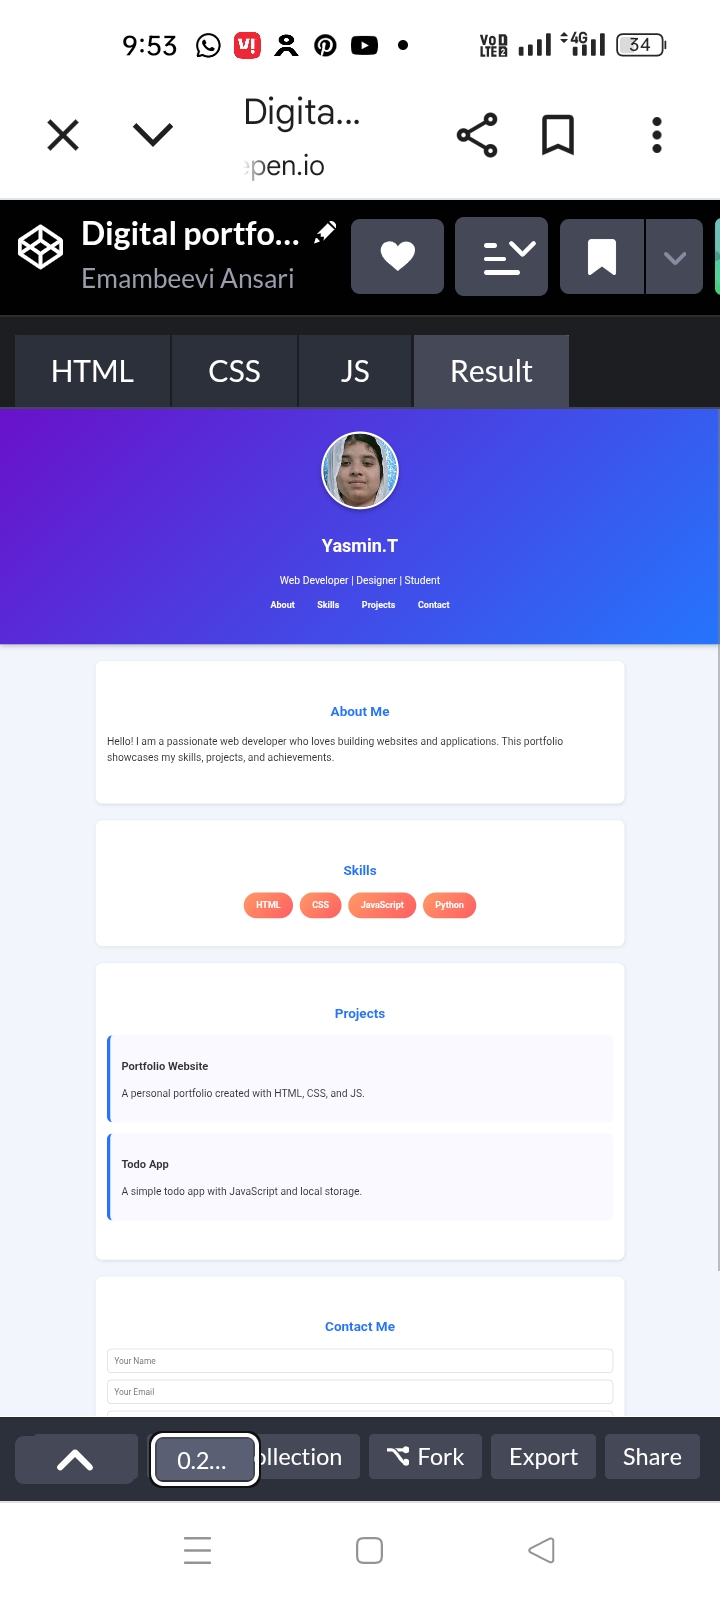 9:53
VoD LTE2
4G
34
Digita...
epen.io
Digital portfo...
Emambeevi Ansari
HTML CSS JS Result
Yasmin.T
Web Developer | Designer | Student
About Skills Projects Contact
About Me
Hello! I am a passionate web developer who loves building websites and applications. This portfolio
showcases my skills, projects, and achievements.
Skills
HTML CSS JavaScript Python
Projects
Portfolio Website
A personal portfolio created with HTML, CSS, and JS.
Todo App
A simple todo app with JavaScript and local storage.
Contact Me
Your Name
Your Email
0.2... ollection Fork Export Share